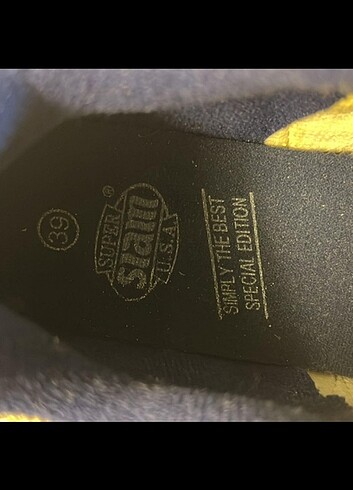 39
SUPER ®
Slam
U.S.A
SIMPLY THE BEST
SPECIAL EDITION